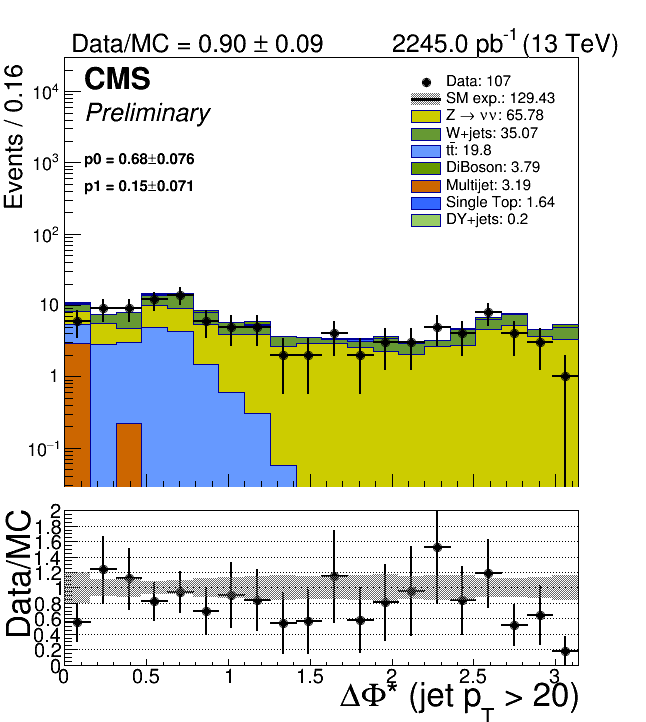 Data/MC = 0.90 ± 0.09 2245.0 pb⁻¹ (13 TeV)
CMS
Preliminary
p0 = 0.68±0.076
p1 = 0.15±0.071
Data: 107
SM exp.: 129.43
Z → νν: 65.78
W+jets: 35.07
tt̄: 19.8
DiBoson: 3.79
Multijet: 3.19
Single Top: 1.64
DY+jets: 0.2
Events / 0.16
10⁴
10³
10²
10
1
10⁻¹
Data/MC
2
1.8
1.6
1.4
1.2
1
0.8
0.6
0.4
0.2
0
0 0.5 1 1.5 2 2.5 3
ΔΦ* (jet p_T > 20)